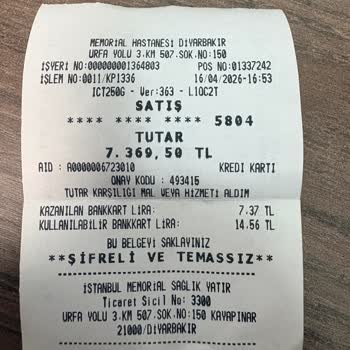 MEMORİAL HASTANESİ DİYARBAKIR
URFA YOLU 3.KM 507.SOK.NO:150
İŞYERİ NO:000000001364803 POS NO:01337242
İŞLEM NO:0011/KP1336 16/04/2026-16:53
ICT250G - Ver:363 - L10C2T
SATIŞ
**** **** **** 5804
TUTAR
7.369,50 TL
AID : A0000006723010 KREDİ KARTI
ONAY KODU : 493415
TUTAR KARŞILIĞI MAL VEYA HİZMETİ ALDIM
KAZANILAN BANKKART LİRA: 7.37 TL
KULLANILABİLİR BANKKART LİRA: 14.56 TL
BU BELGEYİ SAKLAYINIZ
**ŞİFRELİ VE TEMASSIZ**
İSTANBUL MEMORİAL SAĞLIK YATIR
Ticaret Sicil No: 3300
URFA YOLU 3.KM 507.SOK.NO:150 KAYAPINAR
21000/DİYARBAKIR